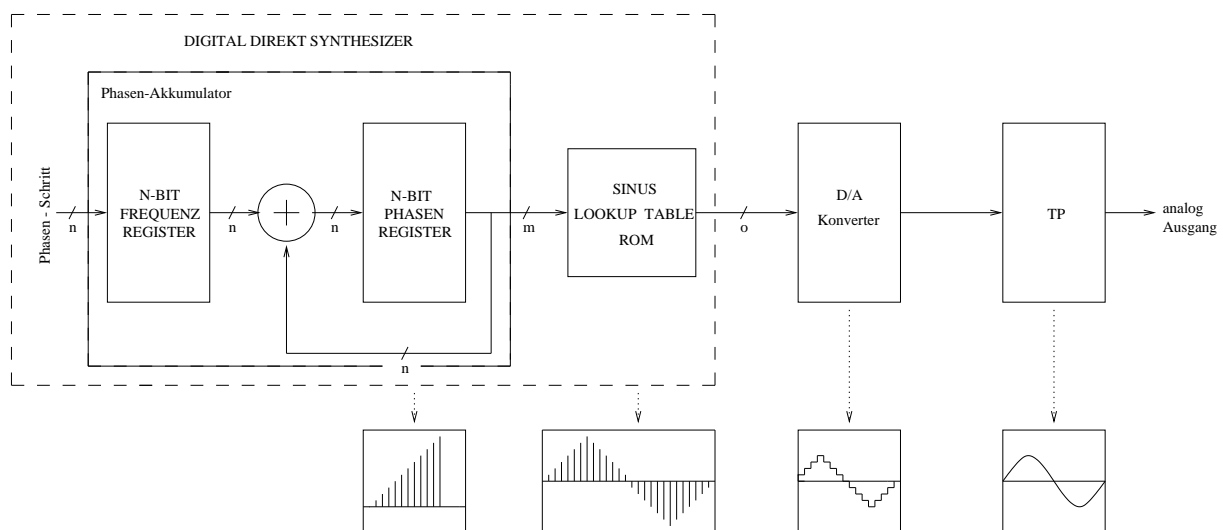 DIGITAL DIREKT SYNTHESIZER
Phasen-Akkumulator
Phasen - Schritt
n
N-BIT
FREQUENZ
REGISTER
n
n
N-BIT
PHASEN
REGISTER
m
n
SINUS
LOOKUP TABLE
ROM
o
D/A
Konverter
TP
analog
Ausgang